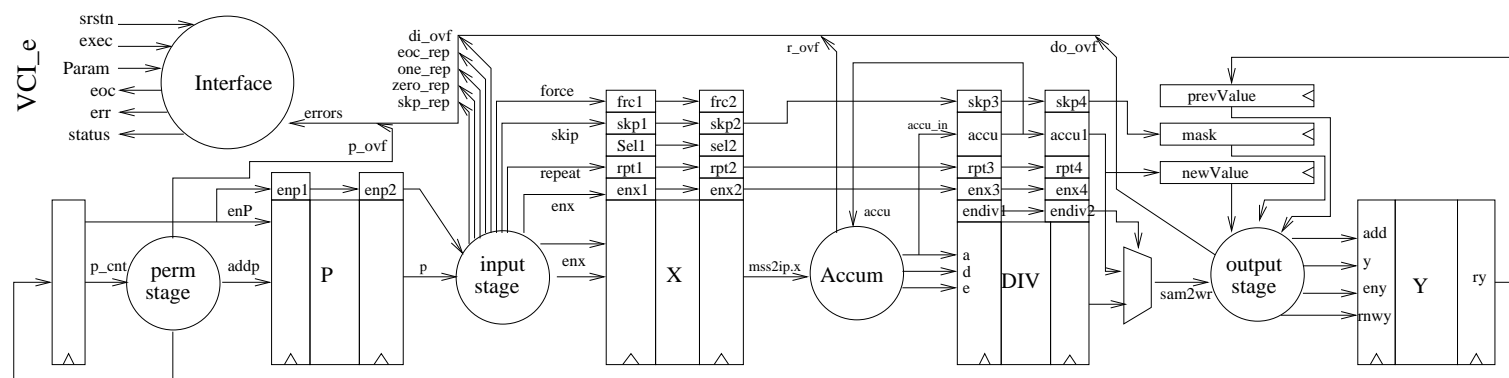 VCI_e
srstn
exec
Param
eoc
err
status
Interface
errors
p_ovf
di_ovf
eoc_rep
one_rep
zero_rep
skp_rep
r_ovf
do_ovf
p_cnt
perm
stage
enP
addp
enp1
enp2
P
p
input
stage
force
skip
repeat
enx
enx
frc1
frc2
skp1
skp2
Sel1
sel2
rpt1
rpt2
enx1
enx2
X
mss2ip.x
Accum
accu
accu_in
a
d
e
skp3
skp4
accu
accu1
rpt3
rpt4
enx3
enx4
endiv1
endiv2
DIV
sam2wr
prevValue
mask
newValue
output
stage
add
y
eny
rnwy
Y
ry